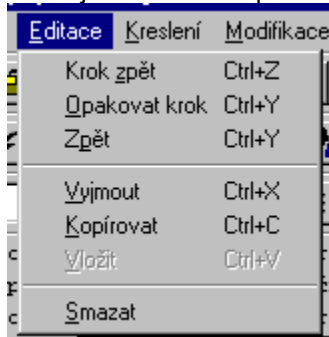 Editace Kreslení Modifikace
Krok zpět Ctrl+Z
Opakovat krok Ctrl+Y
Zpět Ctrl+Y
Vyjmout Ctrl+X
Kopírovat Ctrl+C
Vložit Ctrl+V
Smazat